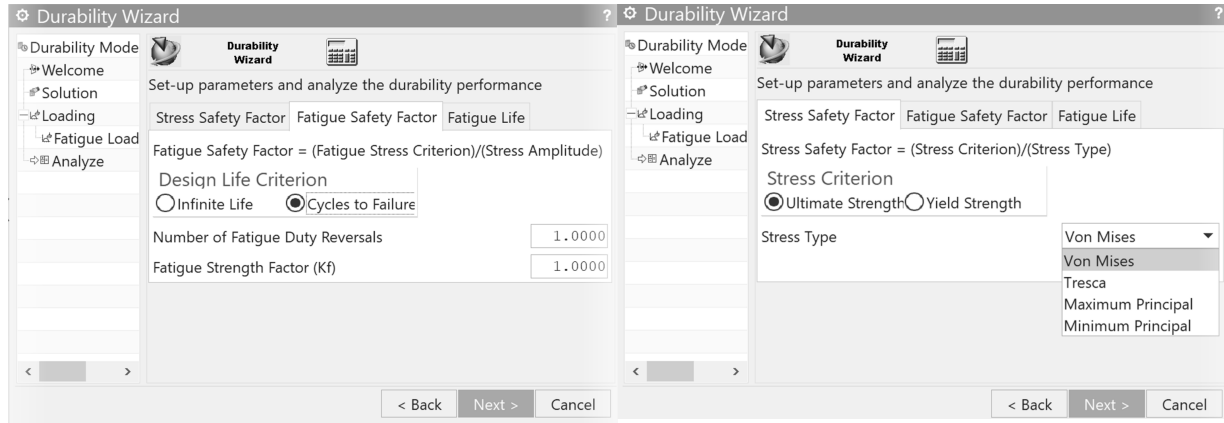 Durability Wizard ?
Durability Mode
Welcome
Solution
Loading
Fatigue Load
Analyze
Durability
Wizard
Set-up parameters and analyze the durability performance
Stress Safety Factor Fatigue Safety Factor Fatigue Life
Fatigue Safety Factor = (Fatigue Stress Criterion)/(Stress Amplitude)
Design Life Criterion
Infinite Life Cycles to Failure
Number of Fatigue Duty Reversals 1.0000
Fatigue Strength Factor (Kf) 1.0000
< >
< Back Next > Cancel
Durability Wizard ?
Durability Mode
Welcome
Solution
Loading
Fatigue Load
Analyze
Durability
Wizard
Set-up parameters and analyze the durability performance
Stress Safety Factor Fatigue Safety Factor Fatigue Life
Stress Safety Factor = (Stress Criterion)/(Stress Type)
Stress Criterion
Ultimate Strength Yield Strength
Stress Type Von Mises
Von Mises
Tresca
Maximum Principal
Minimum Principal
< >
< Back Next > Cancel